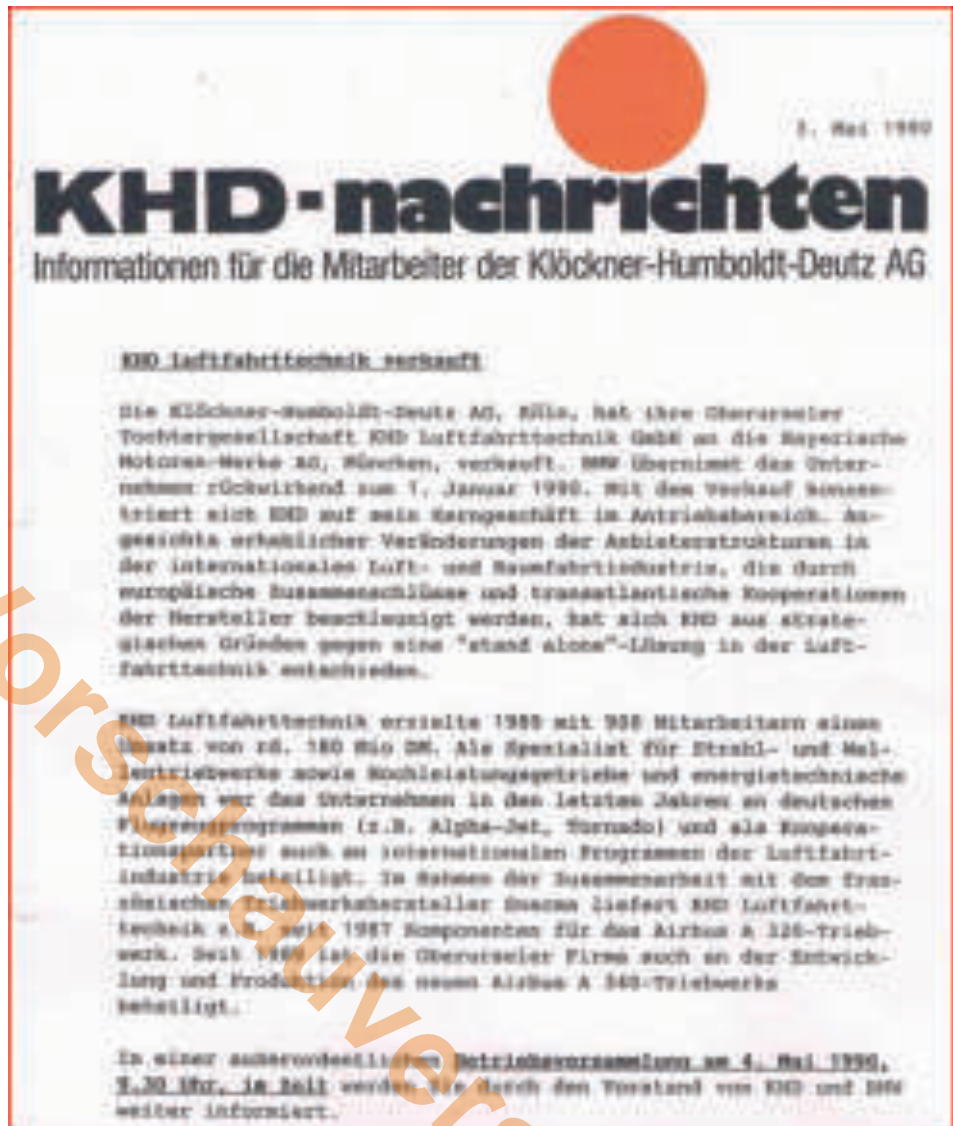 3. Mai 1990
KHD-nachrichten
Informationen für die Mitarbeiter der Klöckner-Humboldt-Deutz AG
KHD Luftfahrttechnik verkauft
Die Klöckner-Humboldt-Deutz AG, Köln, hat ihre Oberurseler
Tochtergesellschaft KHD Luftfahrttechnik GmbH an die Bayerische
Motoren-Werke AG, München, verkauft. BMW übernimmt das Unter-
nehmen rückwirkend zum 1. Januar 1990. Mit dem Verkauf konzen-
triert sich KHD auf sein Kerngeschäft im Antriebsbereich. An-
gesichts erheblicher Veränderungen der Anbieterstrukturen in
der internationalen Luft- und Raumfahrtindustrie, die durch
europäische Zusammenschlüsse und transatlantische Kooperationen
der Hersteller beschleunigt werden, hat sich KHD aus strate-
gischen Gründen gegen eine "stand alone"-Lösung in der Luft-
fahrttechnik entschieden.
KHD Luftfahrttechnik erzielte 1989 mit Mitarbeitern einen
Umsatz von rd. 180 Mio DM. Als Spezialist für Strahl- und Wel-
lentriebwerke sowie Hochleistungsgetriebe und energietechnische
Anlagen war das Unternehmen in den letzten Jahren an deutschen
Flugzeugprogrammen (z.B. Alpha-Jet, Tornado) und als Koopera-
tionspartner auch an internationalen Programmen der Luftfahrt-
industrie beteiligt. Im Rahmen der Zusammenarbeit mit dem fran-
zösischen Triebwerkshersteller Snecma liefert KHD Luftfahrt-
technik z.B. seit 1987 Komponenten für das Airbus A 320-Trieb-
werk. Seit ist die Oberurseler Firma auch an der Entwick-
lung und Produktion des neuen Airbus A 340-Triebwerks
beteiligt.
In einer außerordentlichen Betriebsversammlung am 4. Mai 1990,
9.30 Uhr, im Zelt werden Sie durch den Vorstand von KHD und BMW
weiter informiert.
Vorschauver